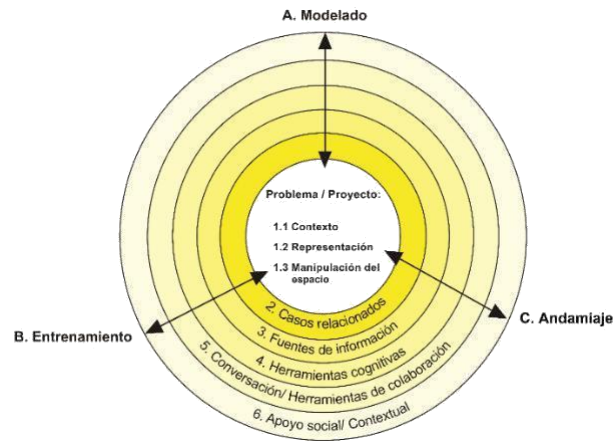 A. Modelado
Problema / Proyecto:
1.1 Contexto
1.2 Representación
1.3 Manipulación del
espacio
2. Casos relacionados
3. Fuentes de información
4. Herramientas cognitivas
5. Conversación/ Herramientas de colaboración
6. Apoyo social/ Contextual
B. Entrenamiento
C. Andamiaje